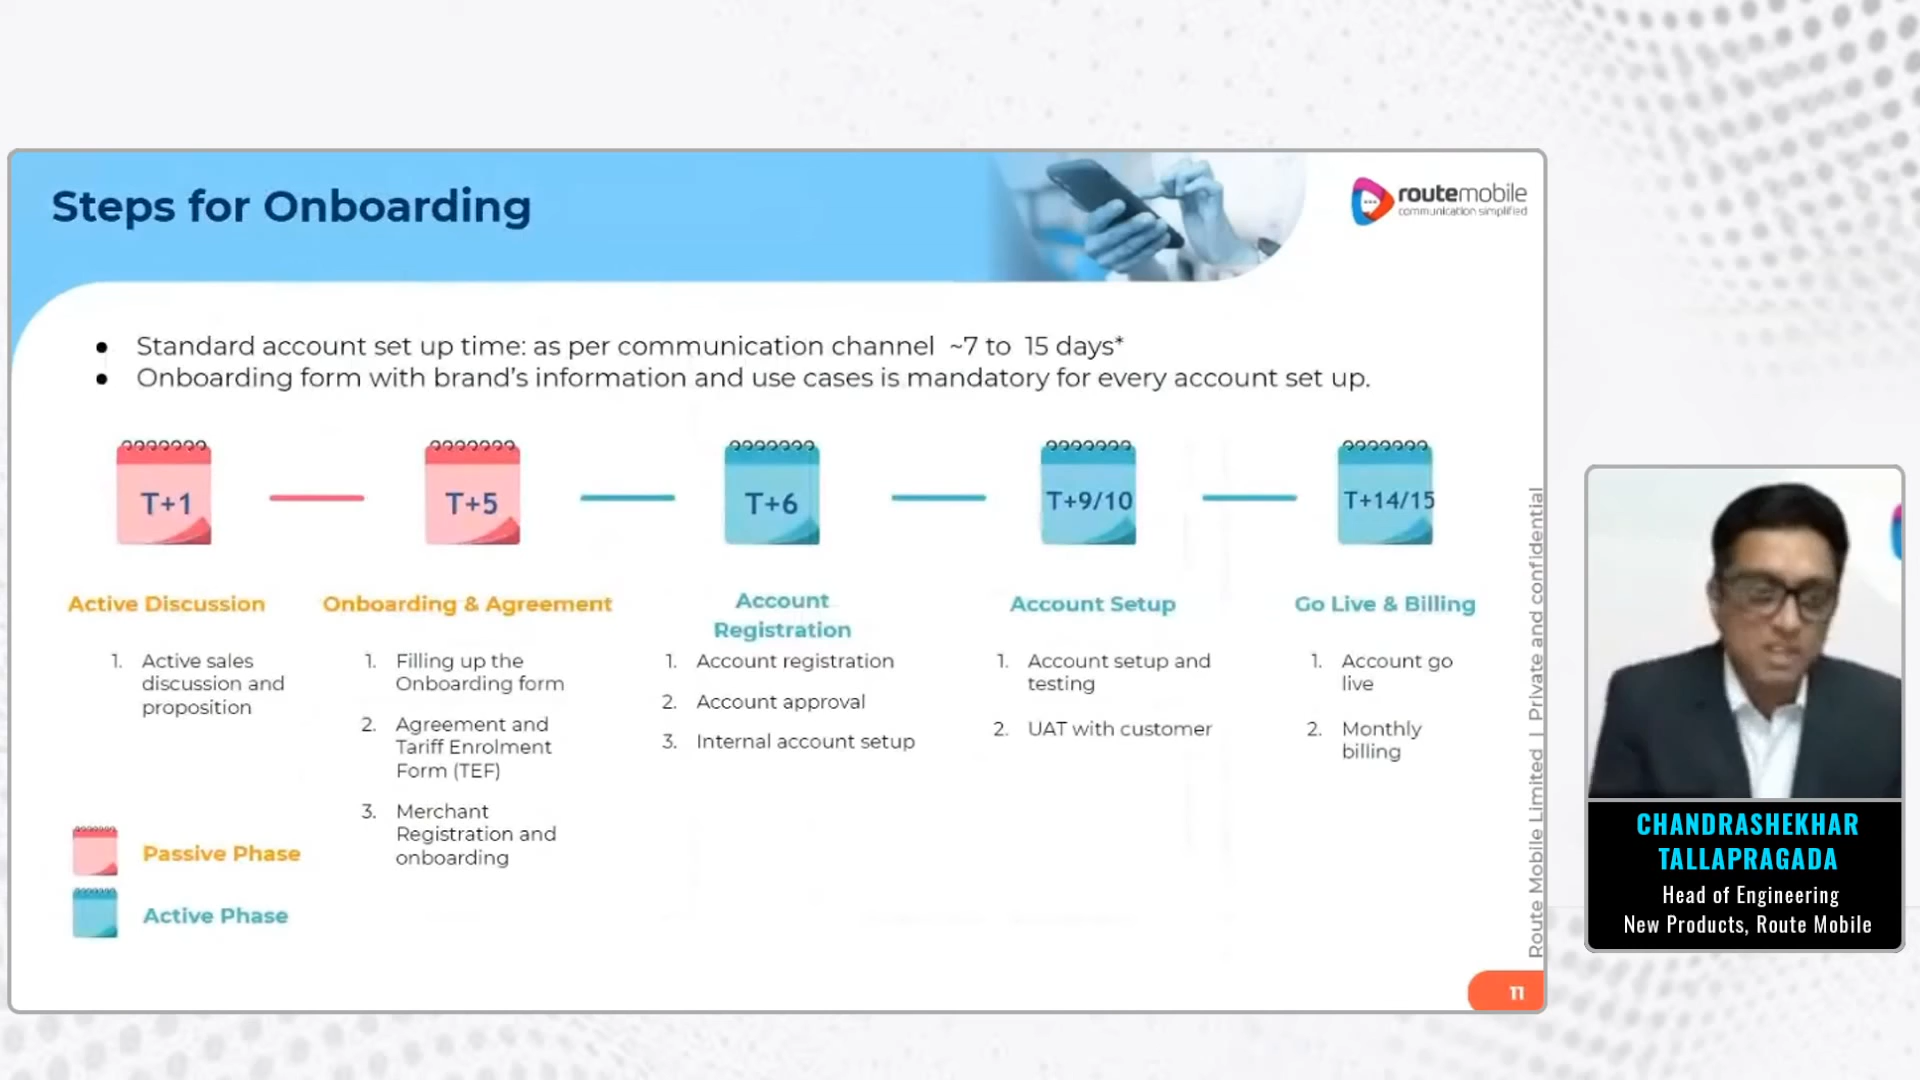 Steps for Onboarding
routemobile
communication simplified
● Standard account set up time: as per communication channel ~7 to 15 days*
● Onboarding form with brand's information and use cases is mandatory for every account set up.
T+1
T+5
T+6
T+9/10
T+14/15
Active Discussion
1. Active sales
discussion and
proposition
Onboarding & Agreement
1. Filling up the
Onboarding form
2. Agreement and
Tariff Enrolment
Form (TEF)
3. Merchant
Registration and
onboarding
Account
Registration
1. Account registration
2. Account approval
3. Internal account setup
Account Setup
1. Account setup and
testing
2. UAT with customer
Go Live & Billing
1. Account go
live
2. Monthly
billing
Passive Phase
Active Phase
Route Mobile Limited | Private and confidential
11
CHANDRASHEKHAR
TALLAPRAGADA
Head of Engineering
New Products, Route Mobile